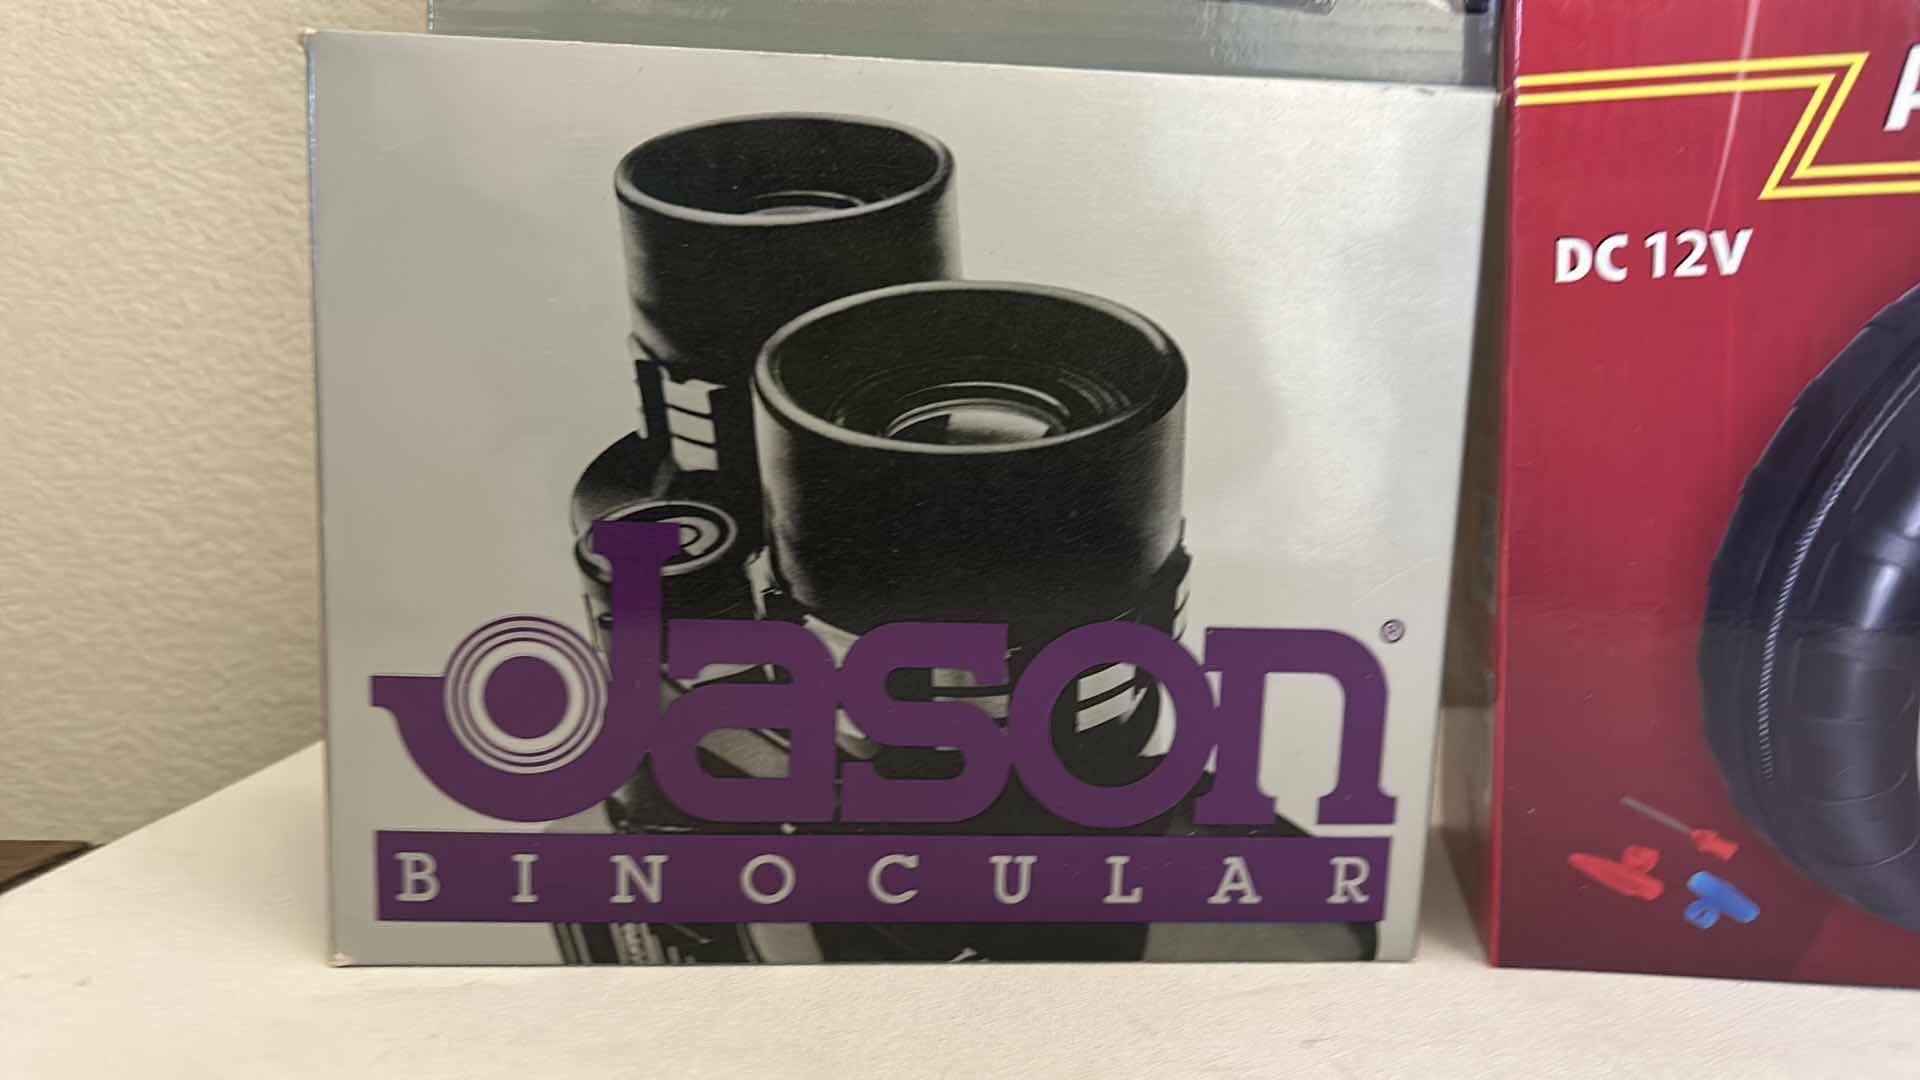 Jason®
BINOCULAR
DC 12V